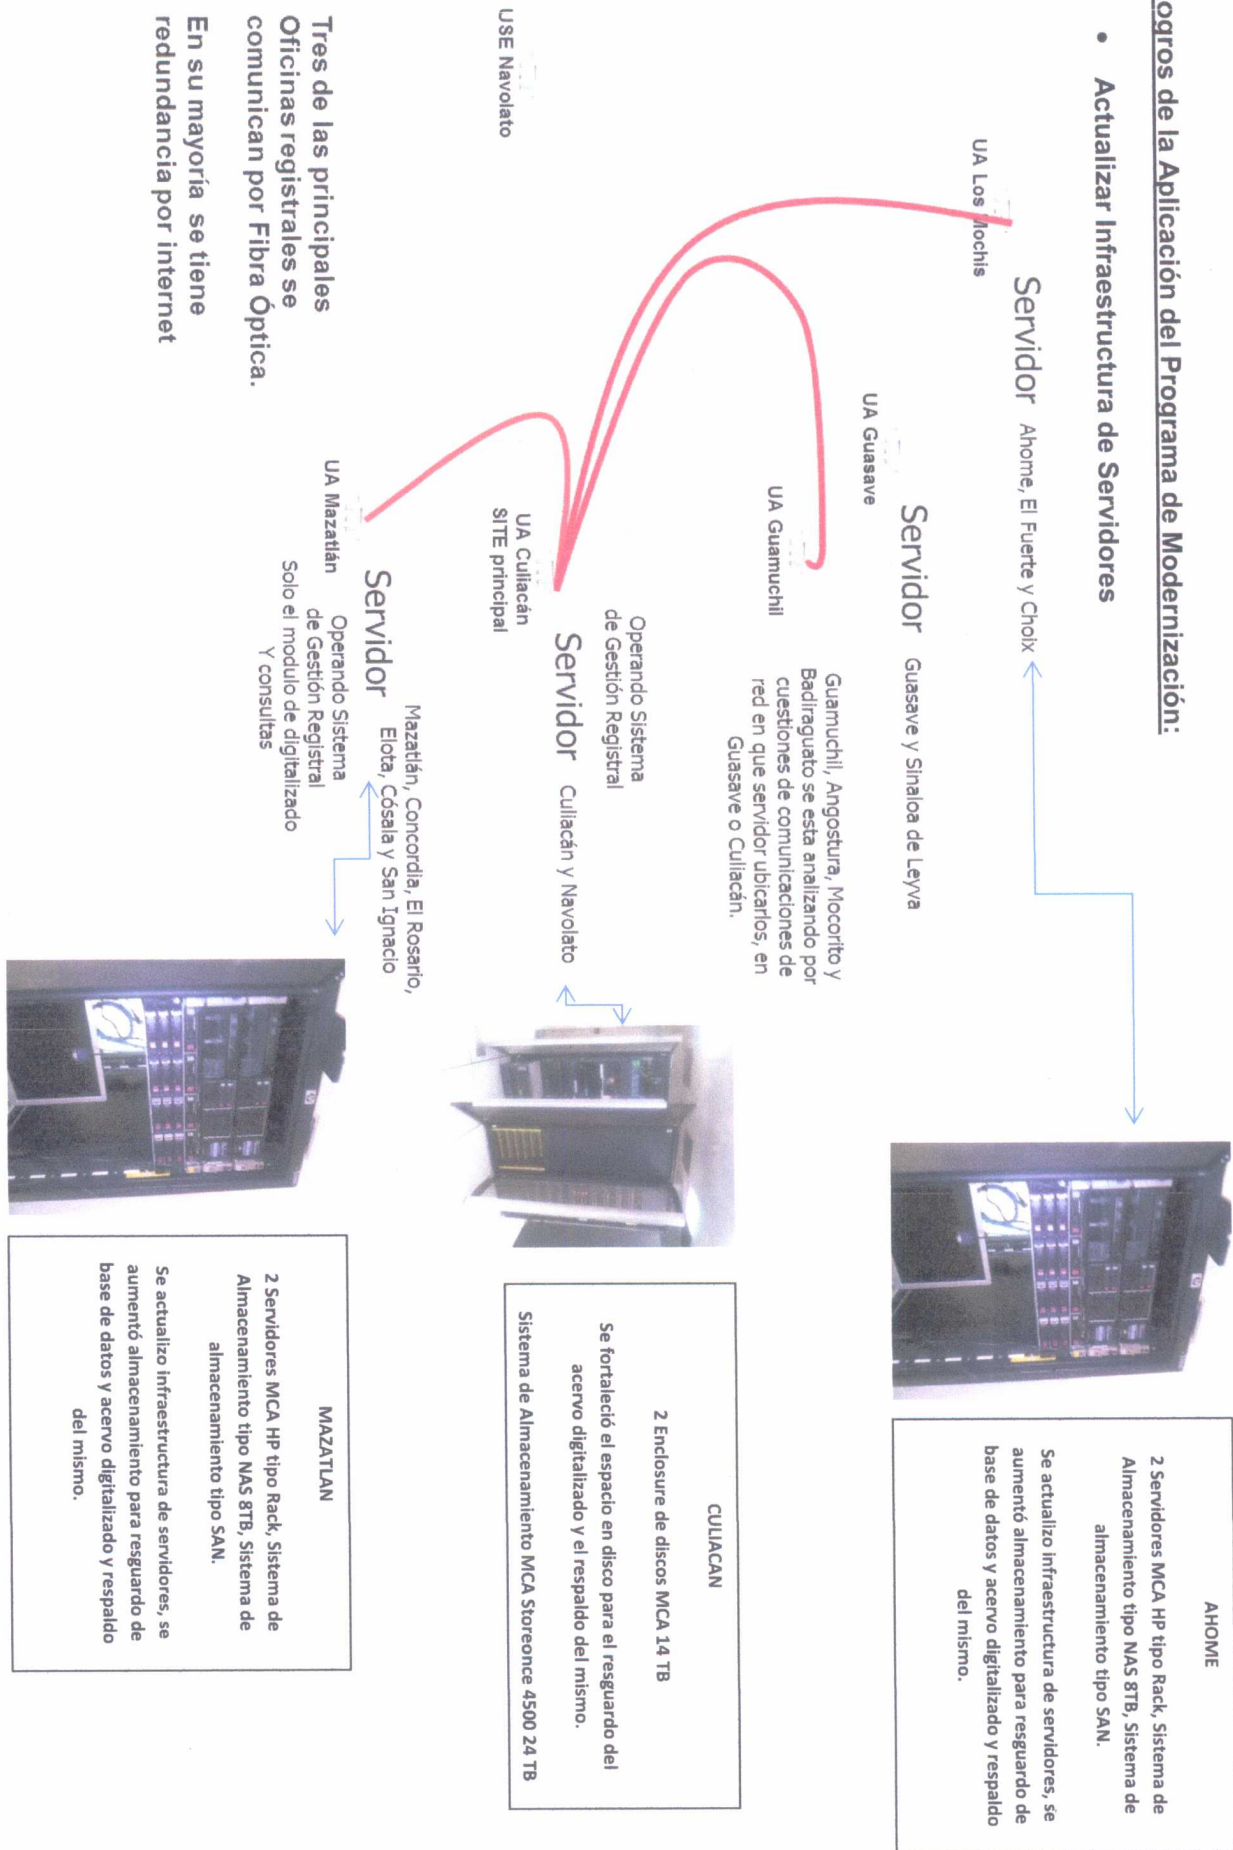 ogros de la Aplicación del Programa de Modernización:
• Actualizar Infraestructura de Servidores
UA Los Mochis
Servidor Ahome, El Fuerte y Choix
UA Guasave
Servidor Guasave y Sinaloa de Leyva
UA Guamuchil
Guamuchil, Angostura, Mocorito y
Badiraguato se esta analizando por
cuestiones de comunicaciones de
red en que servidor ubicarlos, en
Guasave o Culiacán.
USE Navolato
Operando Sistema
de Gestión Registral
UA Culiacán
SITE principal
Servidor Culiacán y Navolato
UA Mazatlán
Servidor
Mazatlán, Concordia, El Rosario,
Elota, Cósala y San Ignacio
Operando Sistema
de Gestión Registral
Solo el modulo de digitalizado
Y consultas
Tres de las principales
Oficinas registrales se
comunican por Fibra Óptica.
En su mayoría se tiene
redundancia por internet
AHOME
2 Servidores MCA HP tipo Rack, Sistema de
Almacenamiento tipo NAS 8TB, Sistema de
almacenamiento tipo SAN.
Se actualizo infraestructura de servidores, se
aumentó almacenamiento para resguardo de
base de datos y acervo digitalizado y respaldo
del mismo.
CULIACAN
2 Enclosure de discos MCA 14 TB
Se fortaleció el espacio en disco para el resguardo del
acervo digitalizado y el respaldo del mismo.
Sistema de Almacenamiento MCA Storeonce 4500 24 TB
MAZATLAN
2 Servidores MCA HP tipo Rack, Sistema de
Almacenamiento tipo NAS 8TB, Sistema de
almacenamiento tipo SAN.
Se actualizo infraestructura de servidores, se
aumentó almacenamiento para resguardo de
base de datos y acervo digitalizado y respaldo
del mismo.